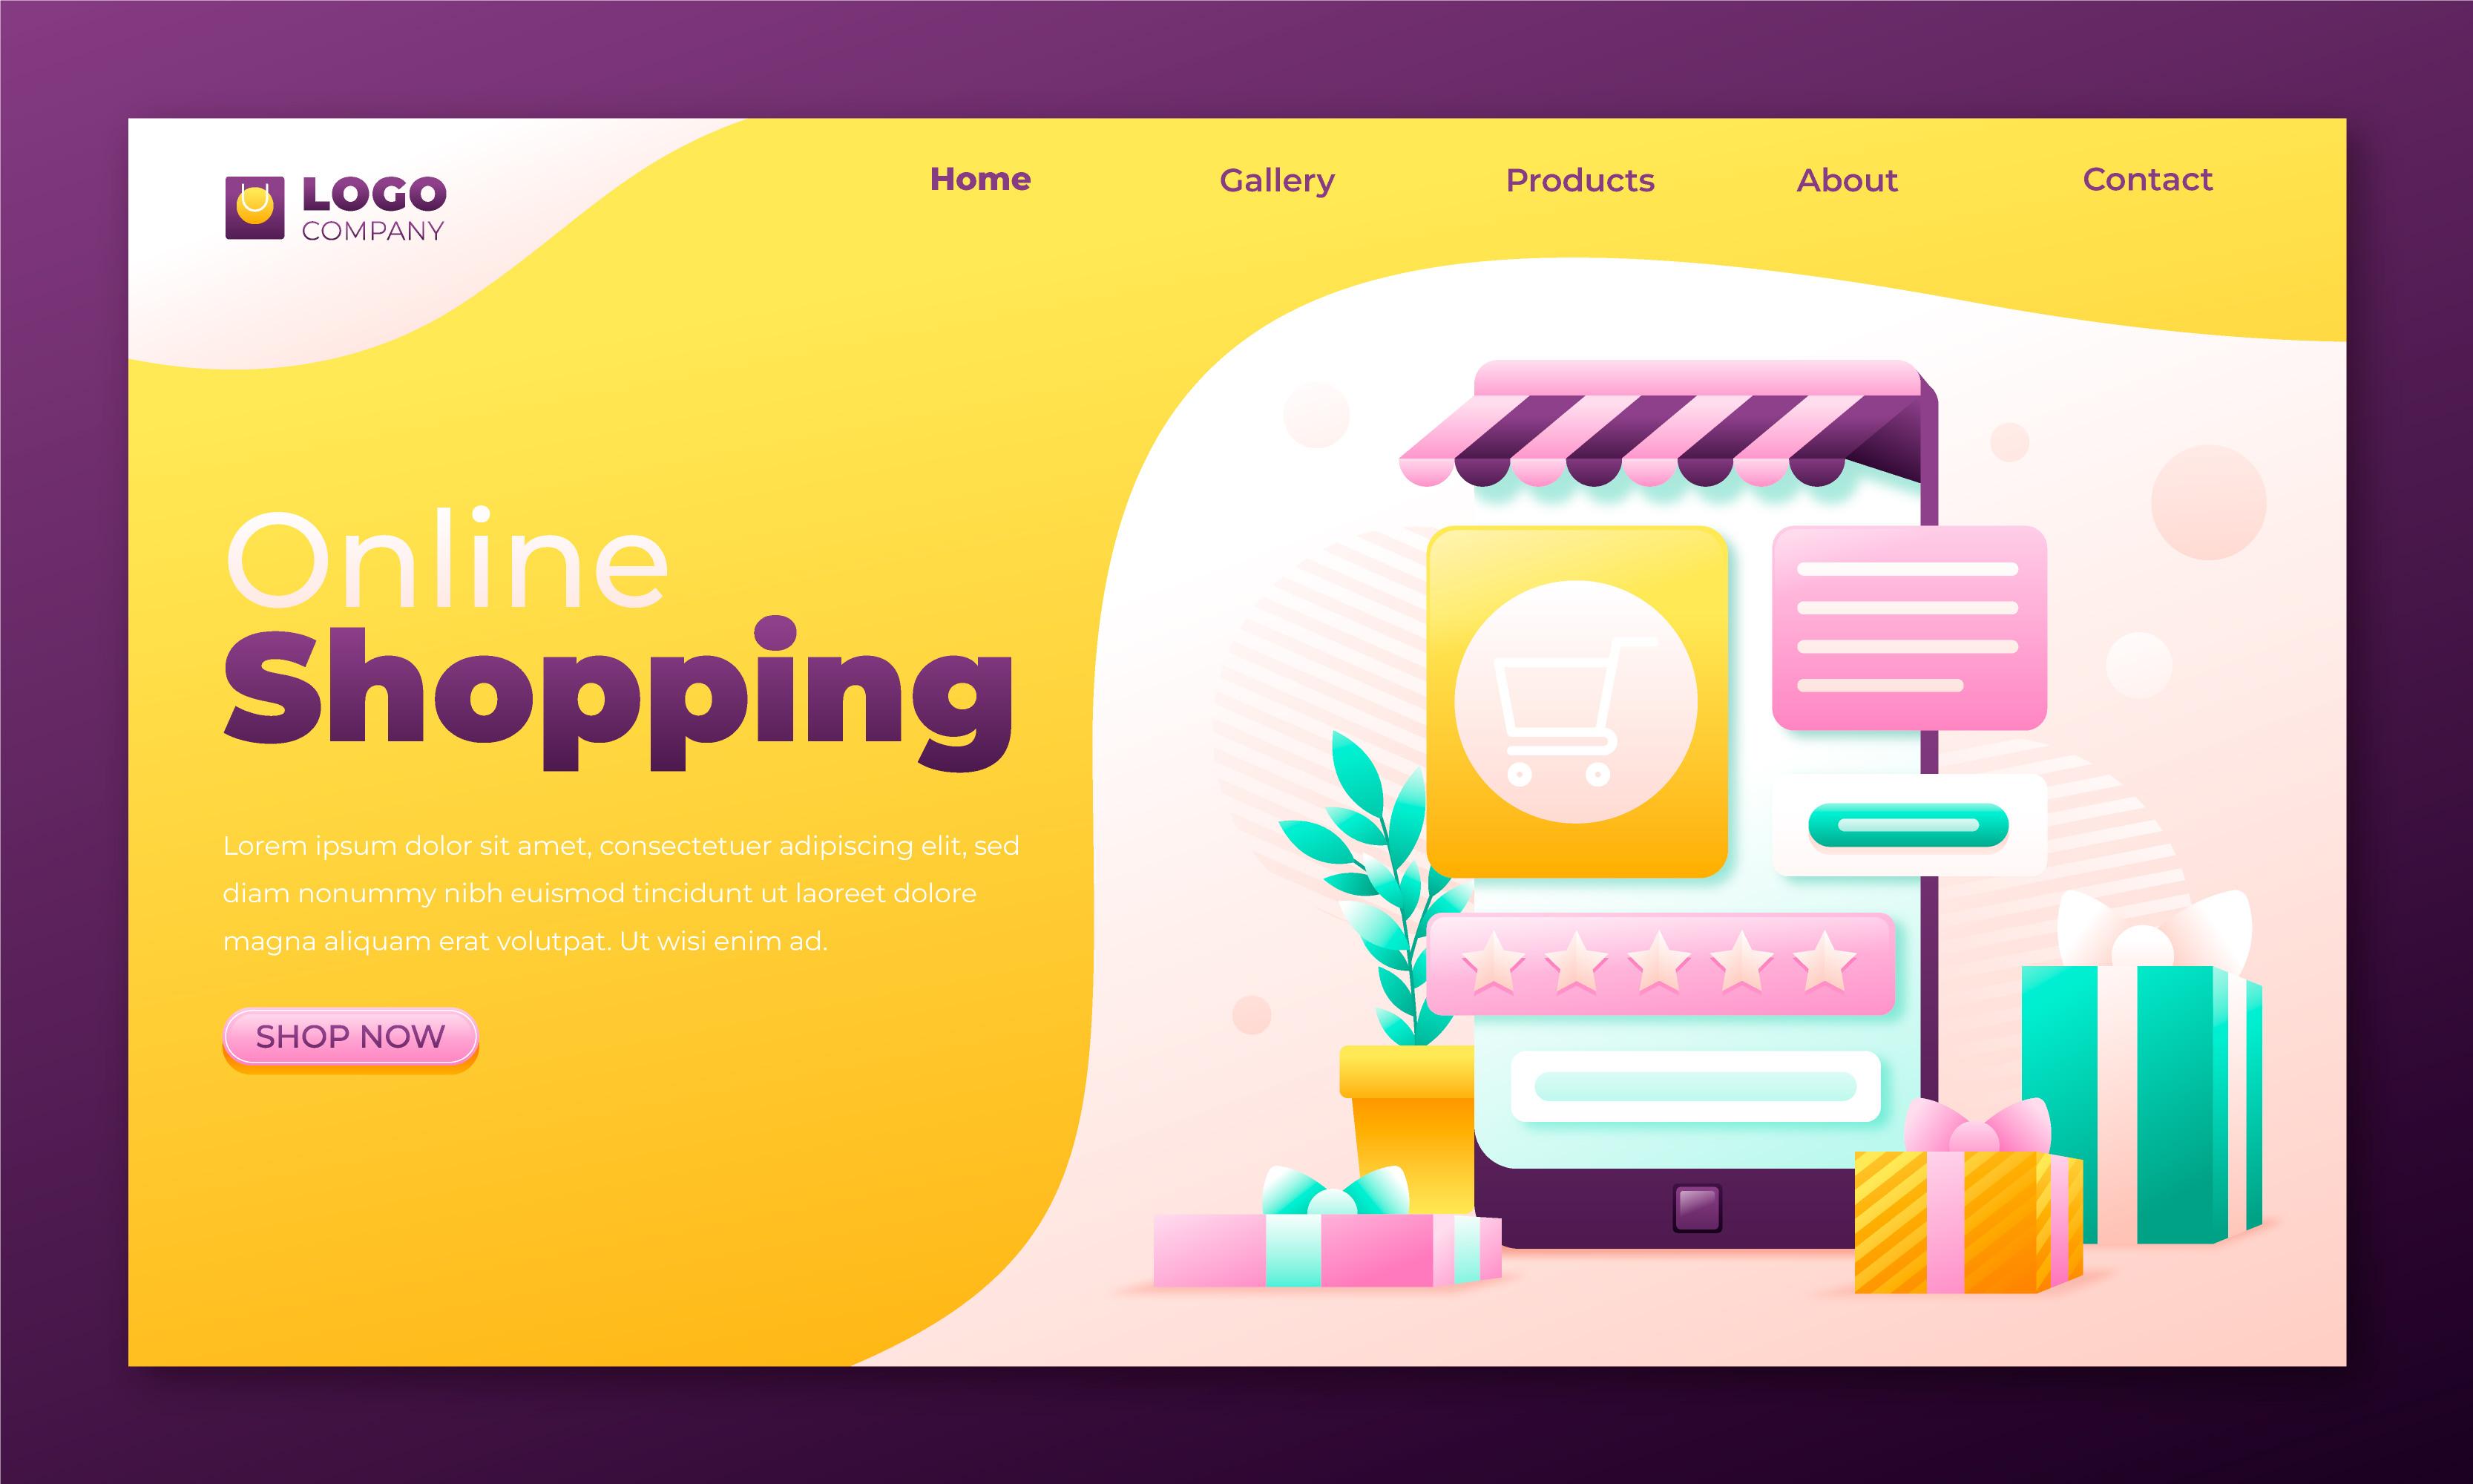 LOGO
COMPANY
Home Gallery Products About Contact
Online
Shopping
Lorem ipsum dolor sit amet, consectetuer adipiscing elit, sed
diam nonummy nibh euismod tincidunt ut laoreet dolore
magna aliquam erat volutpat. Ut wisi enim ad.
SHOP NOW